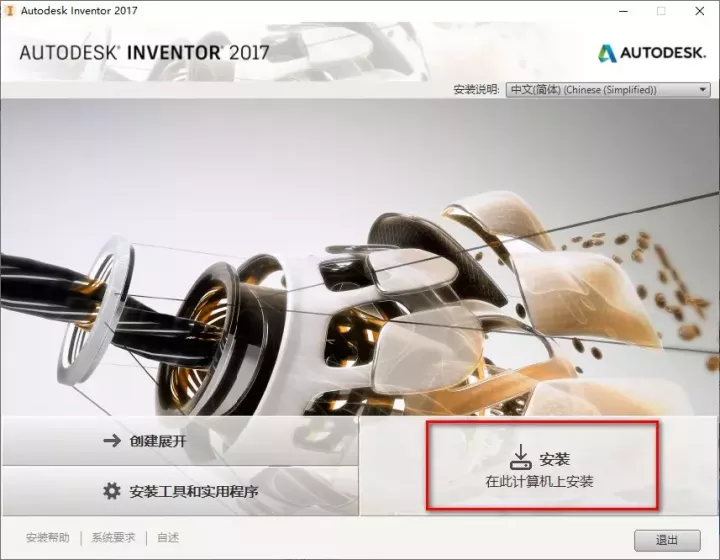 Autodesk Inventor 2017
AUTODESK® INVENTOR® 2017
AUTODESK.
安装说明: 中文(简体) (Chinese (Simplified))
创建展开
安装
在此计算机上安装
安装工具和实用程序
安装帮助 系统要求 自述
退出